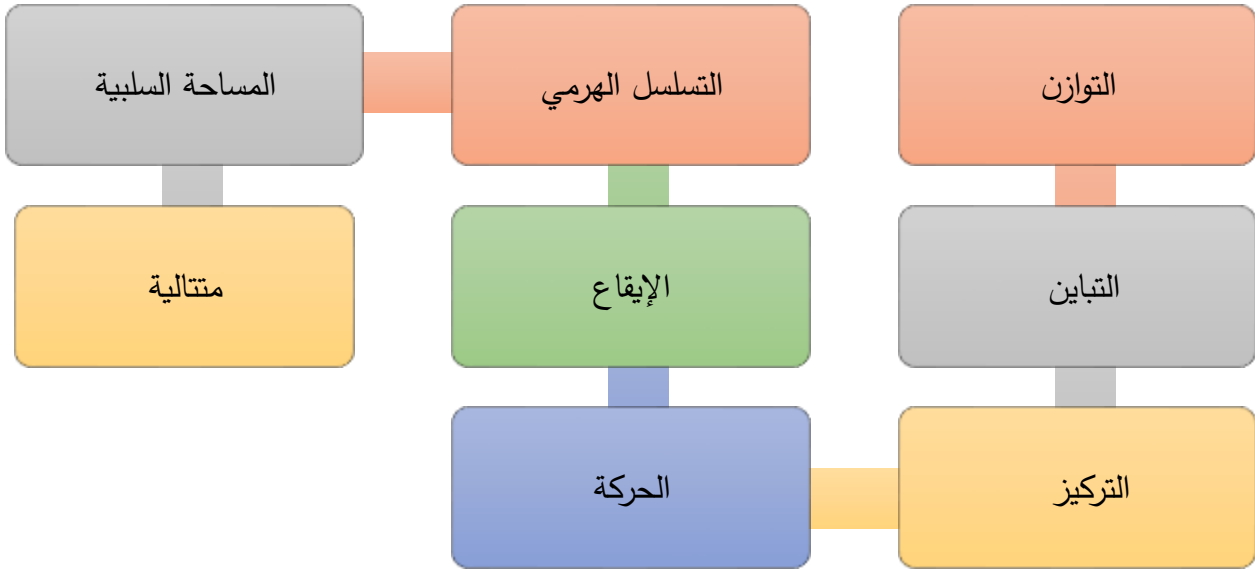 التوازن
التباين
التركيز
الحركة
الإيقاع
التسلسل الهرمي
المساحة السلبية
متتالية